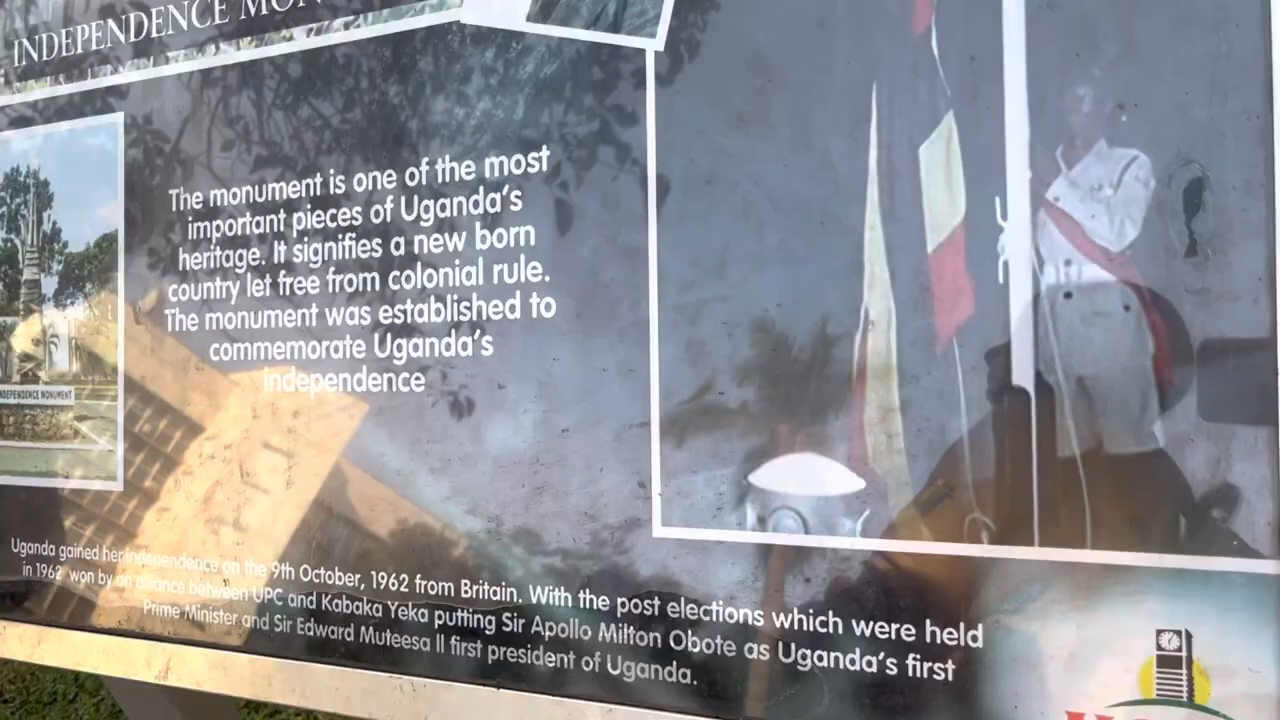 INDEPENDENCE MON
The monument is one of the most
important pieces of Uganda's
heritage. It signifies a new born
country let free from colonial rule.
The monument was established to
commemorate Uganda's
independence
INDEPENDENCE MONUMENT
Uganda gained her independence on the 9th October, 1962 from Britain. With the post elections which were held
in 1962 won by an alliance between UPC and Kabaka Yeka putting Sir Apollo Milton Obote as Uganda's first
Prime Minister and Sir Edward Muteesa II first president of Uganda.